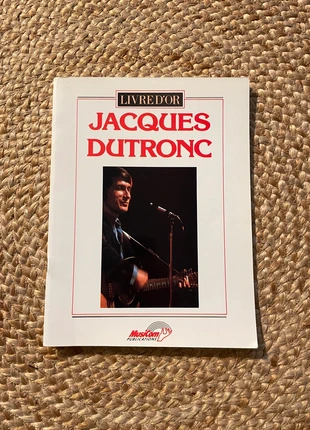 LIVRE D'OR
JACQUES
DUTRONC
MusiCom
PUBLICATIONS